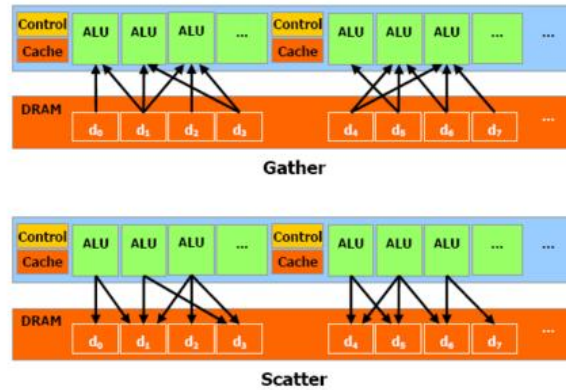 Control ALU ALU ALU ... Control ALU ALU ALU ... ...
Cache Cache
DRAM
d0 d1 d2 d3 d4 d5 d6 d7 ...
Gather
Control ALU ALU ALU ... Control ALU ALU ALU ... ...
Cache Cache
DRAM
d0 d1 d2 d3 d4 d5 d6 d7 ...
Scatter